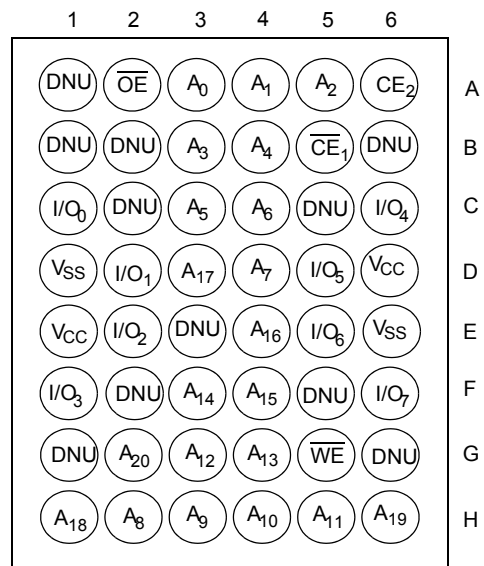 1 2 3 4 5 6
DNU OE A0 A1 A2 CE2 A
DNU DNU A3 A4 CE1 DNU B
I/O0 DNU A5 A6 DNU I/O4 C
VSS I/O1 A17 A7 I/O5 VCC D
VCC I/O2 DNU A16 I/O6 VSS E
I/O3 DNU A14 A15 DNU I/O7 F
DNU A20 A12 A13 WE DNU G
A18 A8 A9 A10 A11 A19 H